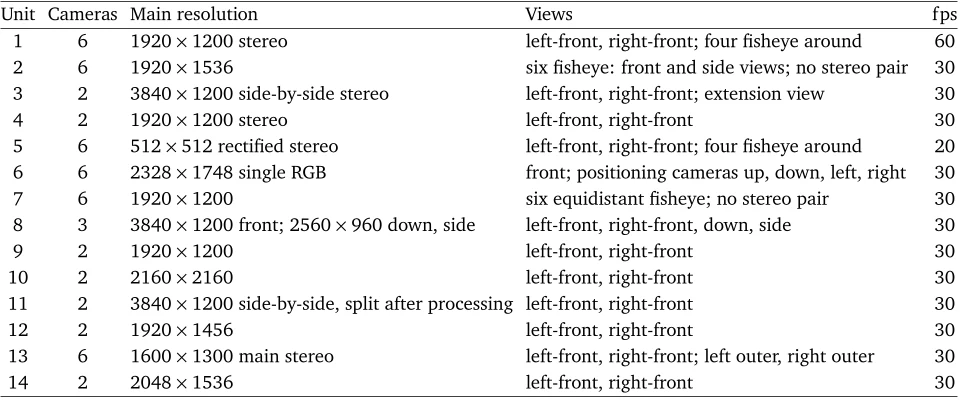 Unit Cameras Main resolution Views fps
1 6 1920 × 1200 stereo left-front, right-front; four fisheye around 60
2 6 1920 × 1536 six fisheye: front and side views; no stereo pair 30
3 2 3840 × 1200 side-by-side stereo left-front, right-front; extension view 30
4 2 1920 × 1200 stereo left-front, right-front 30
5 6 512 × 512 rectified stereo left-front, right-front; four fisheye around 20
6 6 2328 × 1748 single RGB front; positioning cameras up, down, left, right 30
7 6 1920 × 1200 six equidistant fisheye; no stereo pair 30
8 3 3840 × 1200 front; 2560 × 960 down, side left-front, right-front, down, side 30
9 2 1920 × 1200 left-front, right-front 30
10 2 2160 × 2160 left-front, right-front 30
11 2 3840 × 1200 side-by-side, split after processing left-front, right-front 30
12 2 1920 × 1456 left-front, right-front 30
13 6 1600 × 1300 main stereo left-front, right-front; left outer, right outer 30
14 2 2048 × 1536 left-front, right-front 30